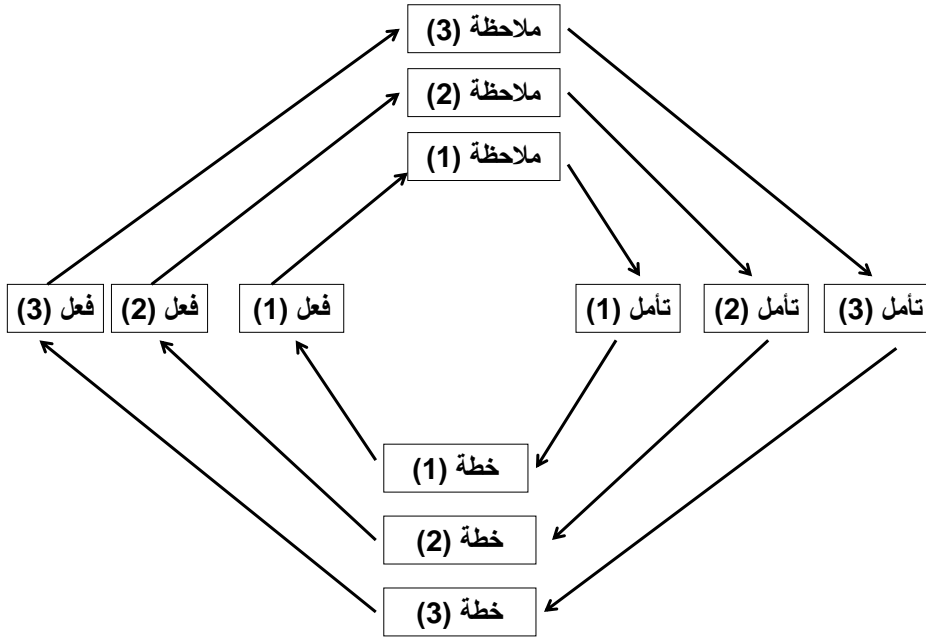 ملاحظة (3)
ملاحظة (2)
ملاحظة (1)
تأمل (3)
تأمل (2)
تأمل (1)
فعل (1)
فعل (2)
فعل (3)
خطة (1)
خطة (2)
خطة (3)